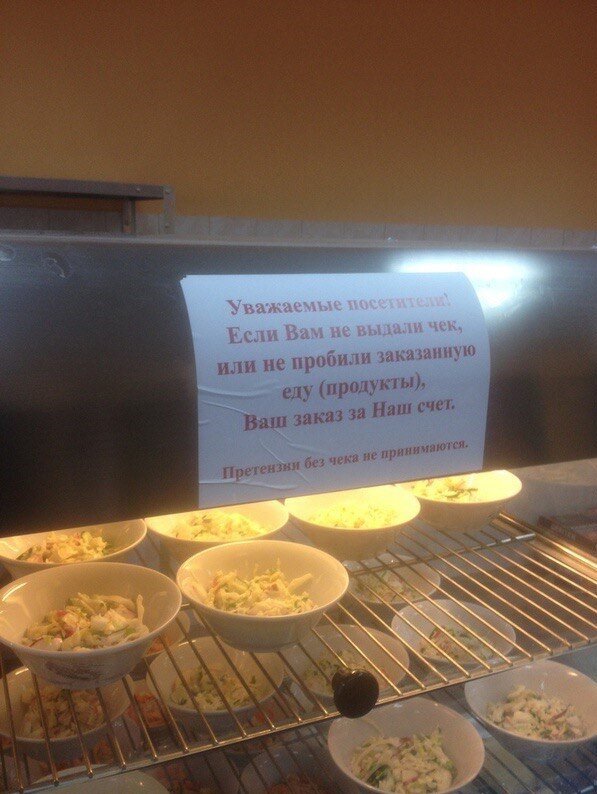 Уважаемые посетители!
Если Вам не выдали чек,
или не пробили заказанную
еду (продукты),
Ваш заказ за Наш счет.
Претензии без чека не принимаются.